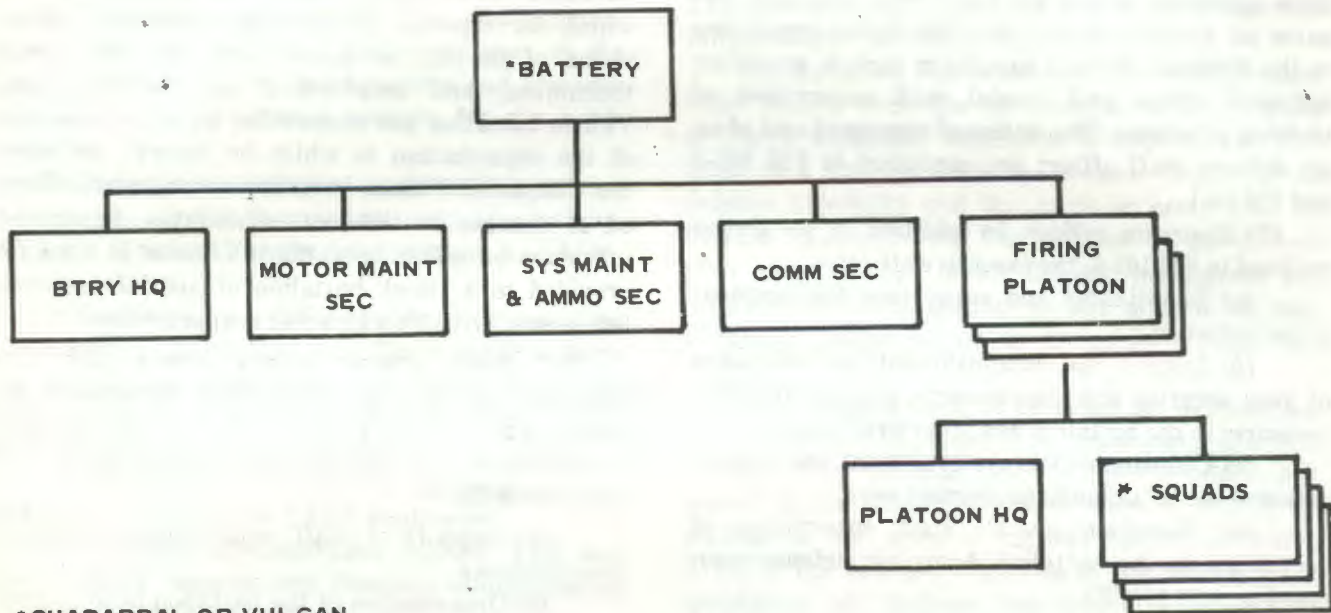 *BATTERY
BTRY HQ
MOTOR MAINT
SEC
SYS MAINT
& AMMO SEC
COMM SEC
FIRING
PLATOON
PLATOON HQ
* SQUADS
*CHAPARRAL OR VULCAN